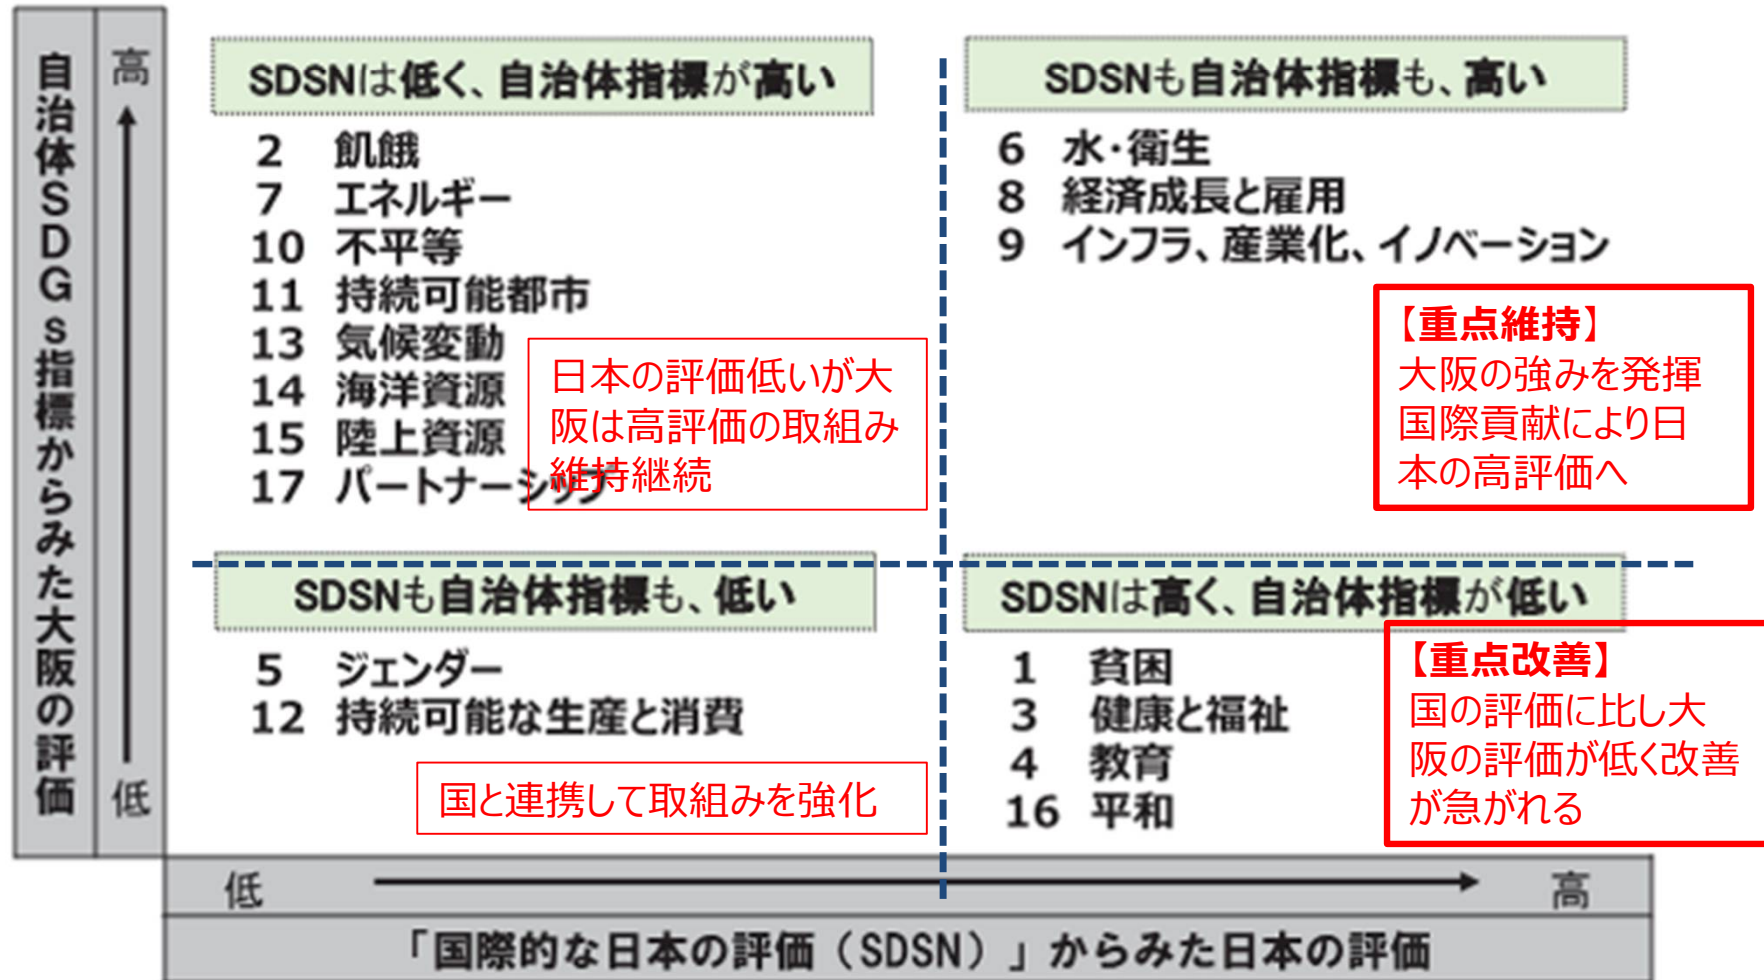 自治体SDGs指標からみた大阪の評価
高
低
SDSNは低く、自治体指標が高い
2 飢餓
7 エネルギー
10 不平等
11 持続可能都市
13 気候変動
14 海洋資源
15 陸上資源
17 パートナーシップ
日本の評価低いが大
阪は高評価の取組み
維持継続
SDSNも自治体指標も、高い
6 水・衛生
8 経済成長と雇用
9 インフラ、産業化、イノベーション
【重点維持】
大阪の強みを発揮
国際貢献により日
本の高評価へ
SDSNも自治体指標も、低い
5 ジェンダー
12 持続可能な生産と消費
国と連携して取組みを強化
SDSNは高く、自治体指標が低い
1 貧困
3 健康と福祉
4 教育
16 平和
【重点改善】
国の評価に比し大
阪の評価が低く改善
が急がれる
低
高
「国際的な日本の評価（SDSN）」からみた日本の評価